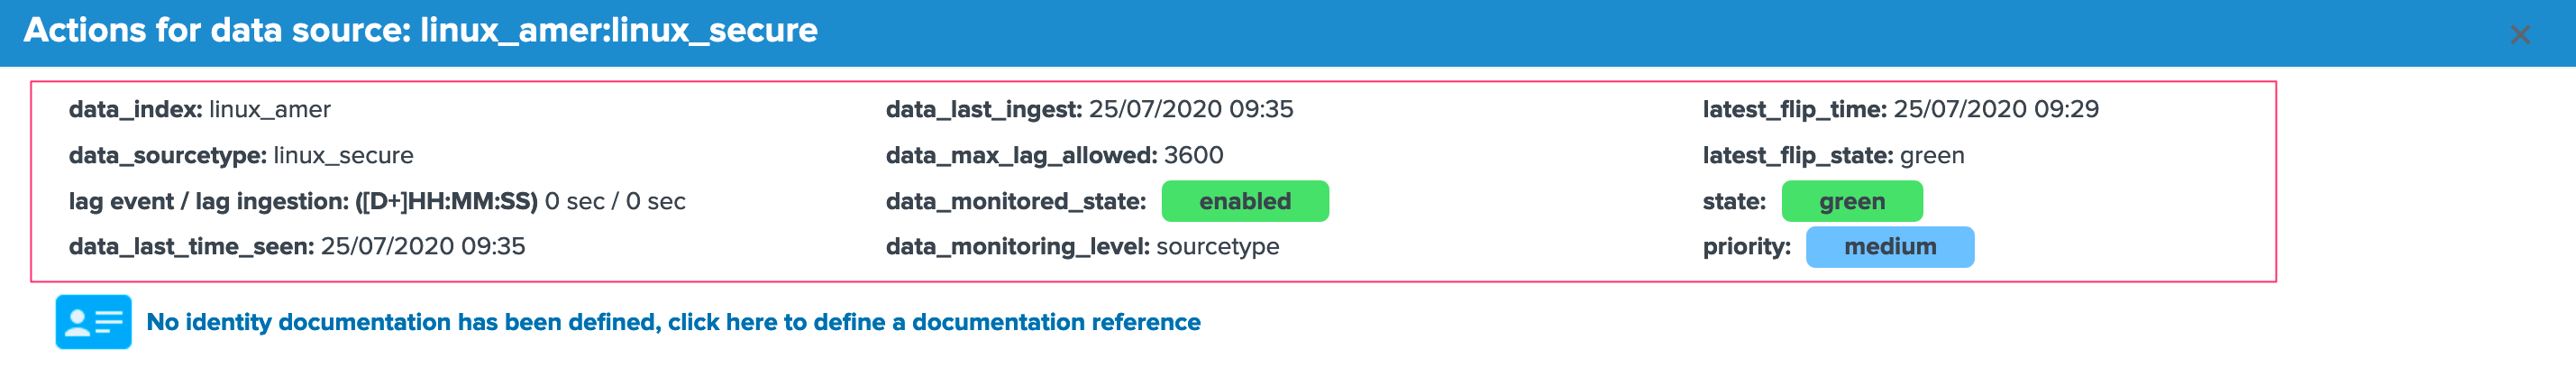 Actions for data source: linux_amer:linux_secure
data_index: linux_amer
data_last_ingest: 25/07/2020 09:35
latest_flip_time: 25/07/2020 09:29
data_sourcetype: linux_secure
data_max_lag_allowed: 3600
latest_flip_state: green
lag event / lag ingestion: ([D+]HH:MM:SS) 0 sec / 0 sec
data_monitored_state: enabled
state: green
data_last_time_seen: 25/07/2020 09:35
data_monitoring_level: sourcetype
priority: medium
No identity documentation has been defined, click here to define a documentation reference